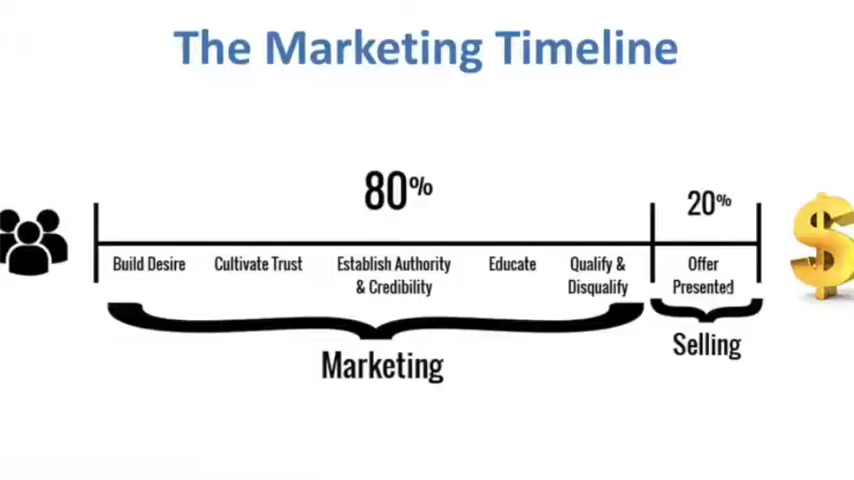 The Marketing Timeline
80%
20%
Build Desire
Cultivate Trust
Establish Authority
& Credibility
Educate
Qualify &
Disqualify
Offer
Presented
Marketing
Selling
$